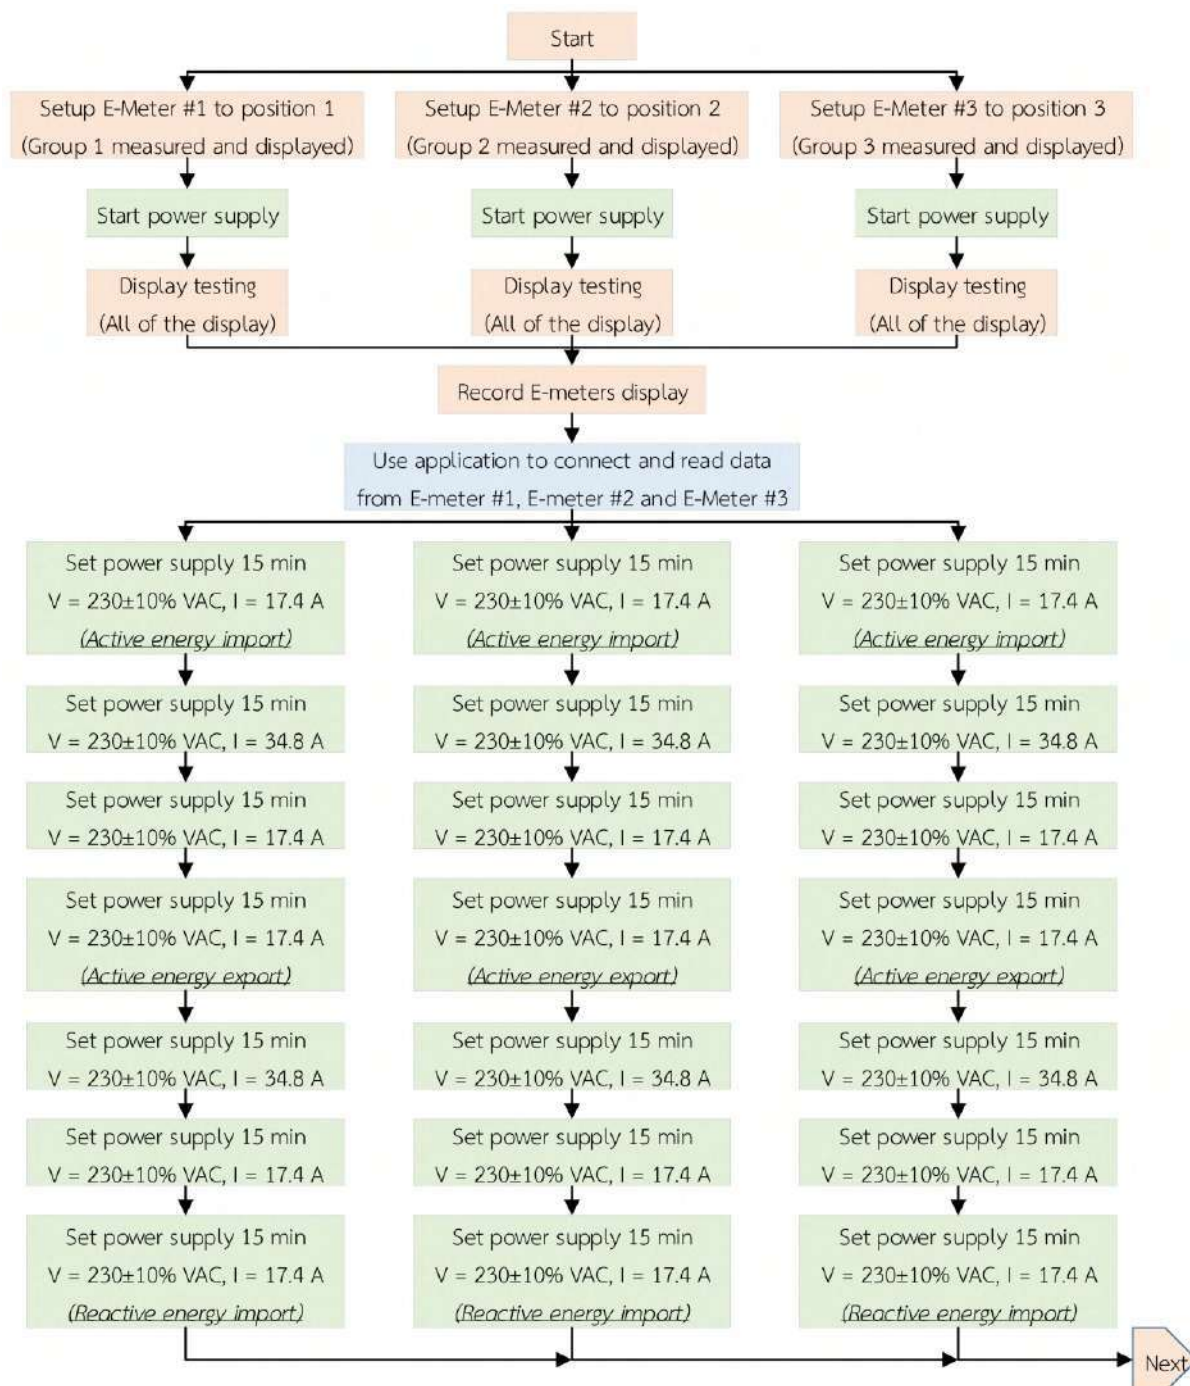 Start
Setup E-Meter #1 to position 1
(Group 1 measured and displayed)
Setup E-Meter #2 to position 2
(Group 2 measured and displayed)
Setup E-Meter #3 to position 3
(Group 3 measured and displayed)
Start power supply
Start power supply
Start power supply
Display testing
(All of the display)
Display testing
(All of the display)
Display testing
(All of the display)
Record E-meters display
Use application to connect and read data
from E-meter #1, E-meter #2 and E-Meter #3
Set power supply 15 min
V = 230±10% VAC, I = 17.4 A
(Active energy import)
Set power supply 15 min
V = 230±10% VAC, I = 17.4 A
(Active energy import)
Set power supply 15 min
V = 230±10% VAC, I = 17.4 A
(Active energy import)
Set power supply 15 min
V = 230±10% VAC, I = 34.8 A
Set power supply 15 min
V = 230±10% VAC, I = 34.8 A
Set power supply 15 min
V = 230±10% VAC, I = 34.8 A
Set power supply 15 min
V = 230±10% VAC, I = 17.4 A
Set power supply 15 min
V = 230±10% VAC, I = 17.4 A
Set power supply 15 min
V = 230±10% VAC, I = 17.4 A
Set power supply 15 min
V = 230±10% VAC, I = 17.4 A
(Active energy export)
Set power supply 15 min
V = 230±10% VAC, I = 17.4 A
(Active energy export)
Set power supply 15 min
V = 230±10% VAC, I = 17.4 A
(Active energy export)
Set power supply 15 min
V = 230±10% VAC, I = 34.8 A
Set power supply 15 min
V = 230±10% VAC, I = 34.8 A
Set power supply 15 min
V = 230±10% VAC, I = 34.8 A
Set power supply 15 min
V = 230±10% VAC, I = 17.4 A
Set power supply 15 min
V = 230±10% VAC, I = 17.4 A
Set power supply 15 min
V = 230±10% VAC, I = 17.4 A
Set power supply 15 min
V = 230±10% VAC, I = 17.4 A
(Reactive energy import)
Set power supply 15 min
V = 230±10% VAC, I = 17.4 A
(Reactive energy import)
Set power supply 15 min
V = 230±10% VAC, I = 17.4 A
(Reactive energy import)
Next